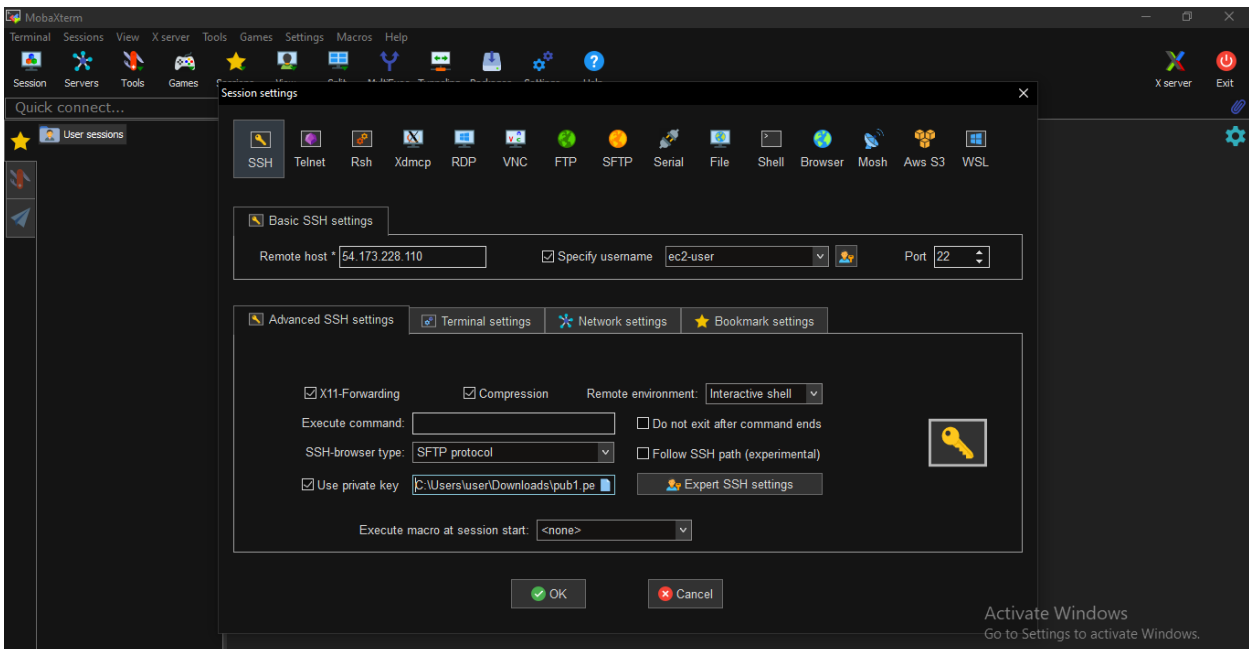 MobaXterm
Terminal Sessions View X server Tools Games Settings Macros Help
Session Servers Tools Games X server Exit
Quick connect...
User sessions
Session settings
SSH Telnet Rsh Xdmcp RDP VNC FTP SFTP Serial File Shell Browser Mosh Aws S3 WSL
Basic SSH settings
Remote host * 54.173.228.110 Specify username ec2-user Port 22
Advanced SSH settings Terminal settings Network settings Bookmark settings
X11-Forwarding Compression Remote environment: Interactive shell
Execute command: Do not exit after command ends
SSH-browser type: SFTP protocol Follow SSH path (experimental)
Use private key C:\Users\user\Downloads\pub1.pe Expert SSH settings
Execute macro at session start: <none>
OK Cancel
Activate Windows
Go to Settings to activate Windows.